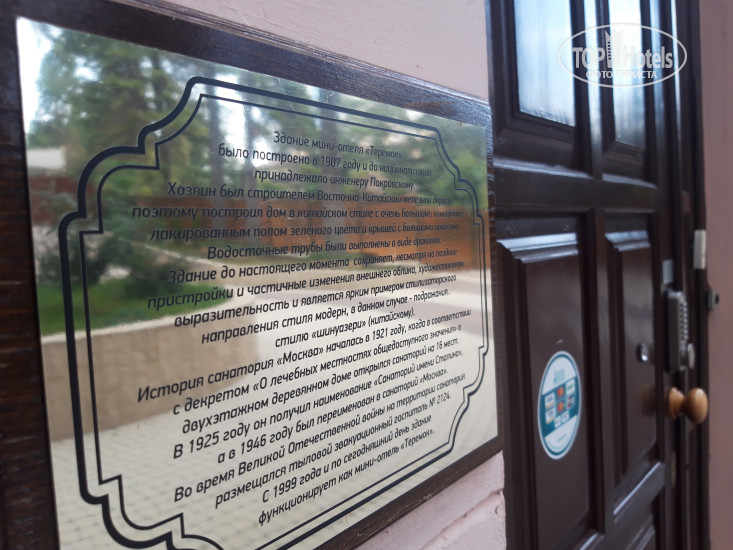 Здание мини-отеля «Теремок»
было построено в 1907 году и до национализации
принадлежало инженеру Покровскому
Хозяин был строителем Восточно-Китайской железной дороги,
поэтому построил дом в китайском стиле с очень большими комнатами,
лакированным полом зеленого цвета и крышей с большими
Водосточные трубы были выполнены в виде драконов.
Здание до настоящего момента сохраняет, несмотря на поздние
пристройки и частичные изменения внешнего облика, художественную
выразительность и является ярким примером стилизаторского
направления стиля модерн, в данном случае - подражания
стилю «шинуазери» (китайскому).
История санатория «Москва» началась в 1921 году, когда в соответствии
с декретом «О лечебных местностях общедоступного значения» в
двухэтажном деревянном доме открылся санаторий на 16 мест.
В 1925 году он получил наименование «Санаторий имени Сталина»,
а в 1946 году был переименован в санаторий «Москва».
Во время Великой Отечественной войны на территории санатория
размещался тыловой эвакуационный госпиталь № 2124.
С 1999 года и по сегодняшний день здание
функционирует как мини-отель «Теремок».
TOP Hotels
ФОТО ТУРИСТА